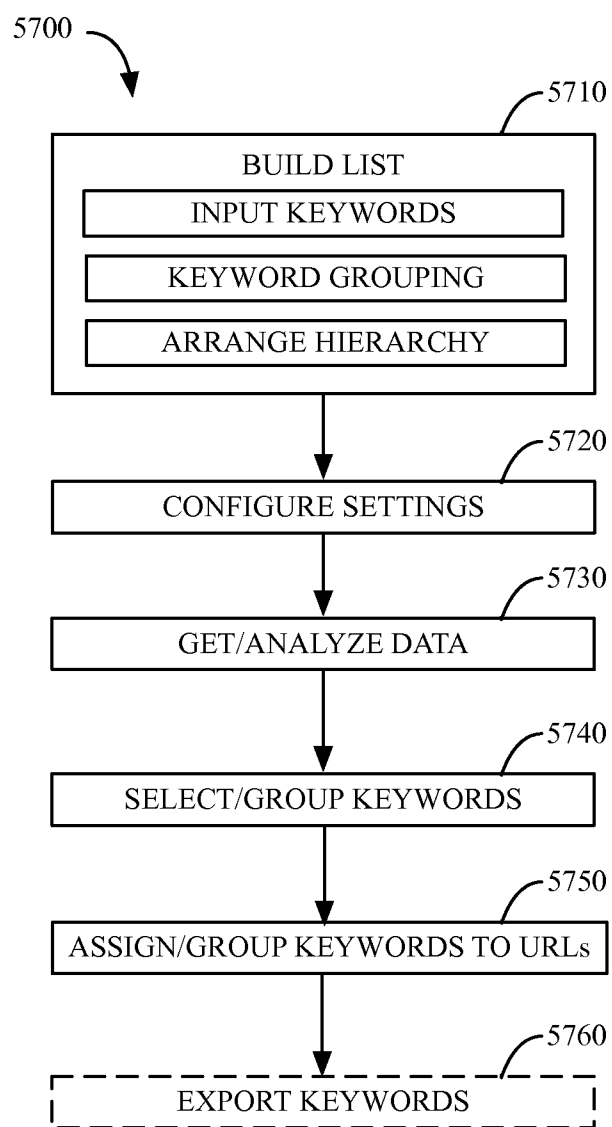 5700
5710
BUILD LIST
INPUT KEYWORDS
KEYWORD GROUPING
ARRANGE HIERARCHY
5720
CONFIGURE SETTINGS
5730
GET/ANALYZE DATA
5740
SELECT/GROUP KEYWORDS
5750
ASSIGN/GROUP KEYWORDS TO URLs
5760
EXPORT KEYWORDS